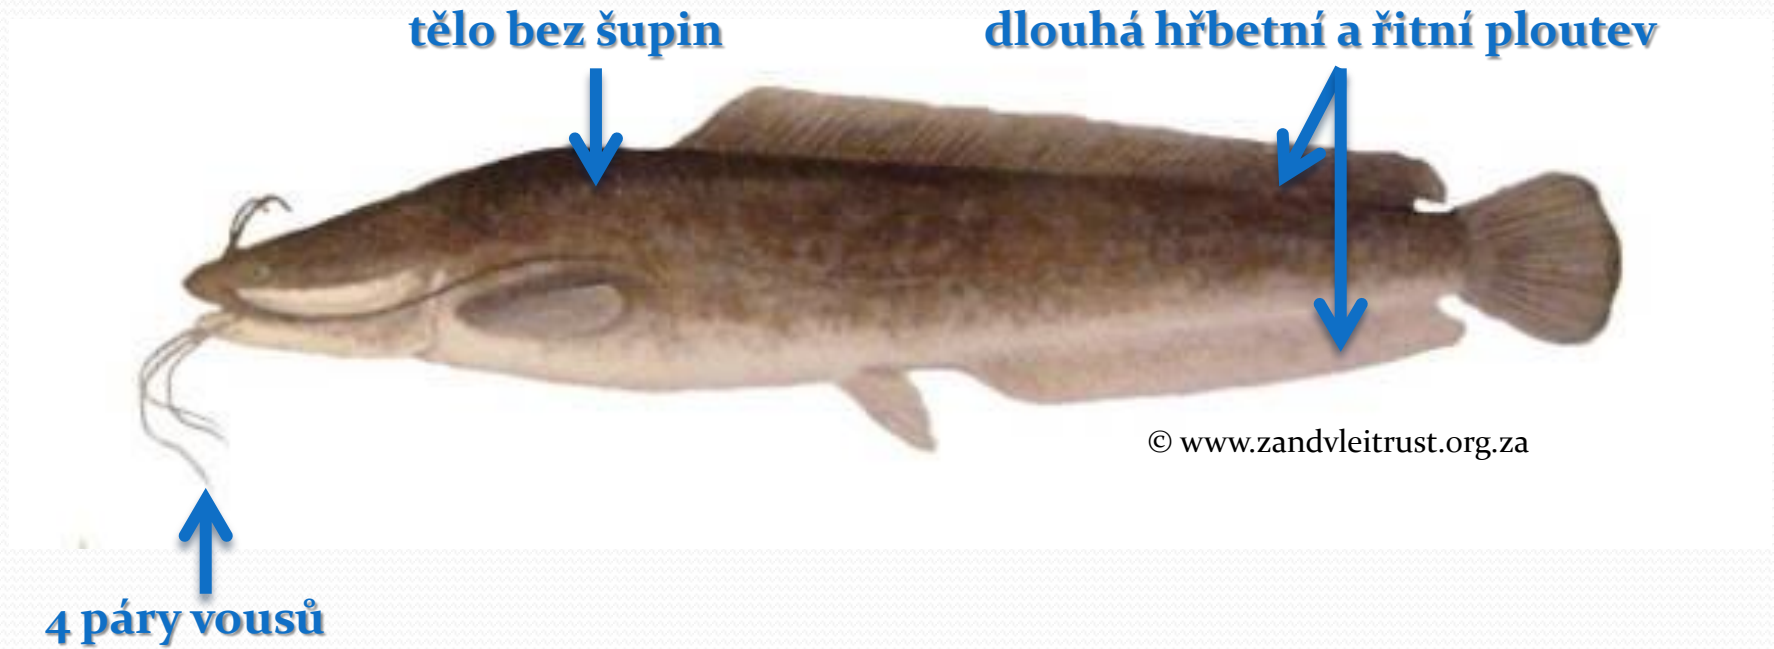 tělo bez šupin
dlouhá hřbetní a řitní ploutev
© www.zandvleitrust.org.za
4 páry vousů